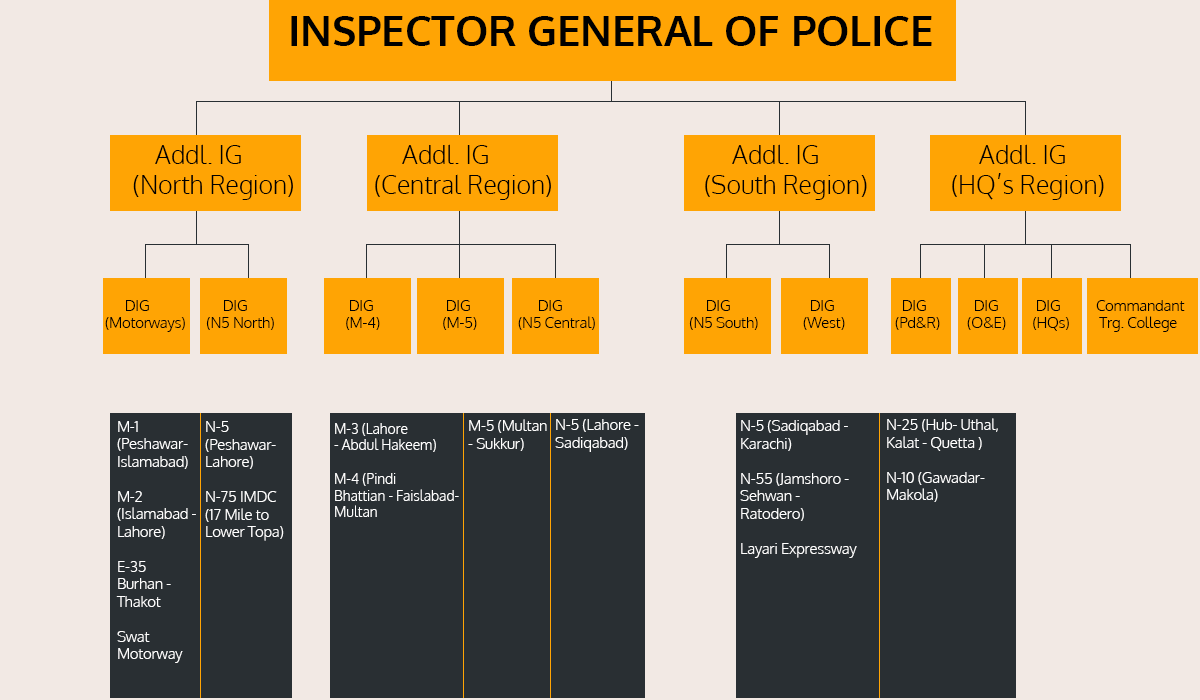 INSPECTOR GENERAL OF POLICE
Addl. IG
(North Region)
Addl. IG
(Central Region)
Addl. IG
(South Region)
Addl. IG
(HQ's Region)
DIG
(Motorways)
DIG
(N5 North)
DIG
(M-4)
DIG
(M-5)
DIG
(N5 Central)
DIG
(N5 South)
DIG
(West)
DIG
(Pd&R)
DIG
(O&E)
DIG
(HQs)
Commandant
Trg. College
M-1
(Peshawar-
Islamabad)
M-2
(Islamabad -
Lahore)
E-35
Burhan -
Thakot
Swat
Motorway
N-5
(Peshawar-
Lahore)
N-75 IMDC
(17 Mile to
Lower Topa)
M-3 (Lahore
- Abdul Hakeem)
M-4 (Pindi
Bhattian - Faislabad-
Multan
M-5 (Multan
- Sukkur)
N-5 (Lahore -
Sadiqabad)
N-5 (Sadiqabad -
Karachi)
N-55 (Jamshoro -
Sehwan -
Ratodero)
Layari Expressway
N-25 (Hub- Uthal,
Kalat - Quetta )
N-10 (Gawadar-
Makola)